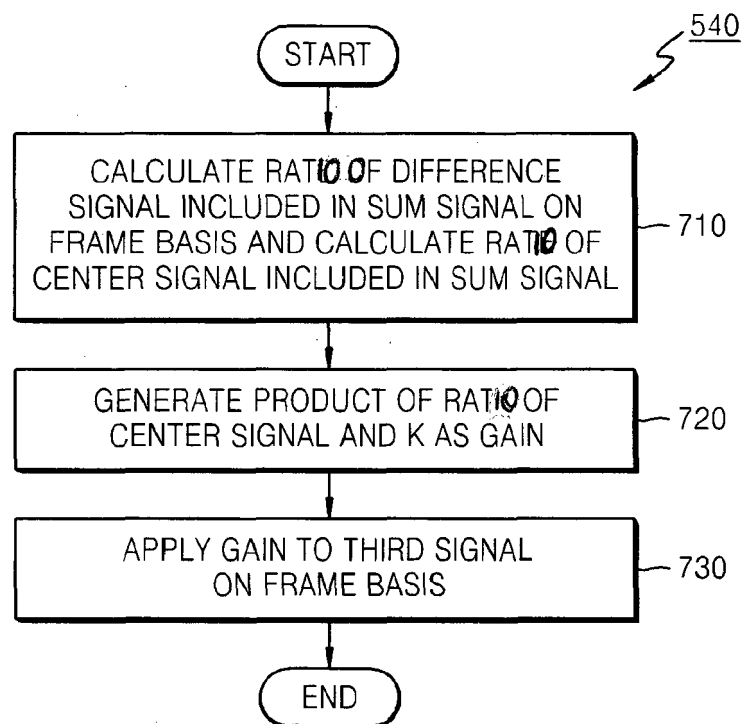 540
START
CALCULATE RATIO OF DIFFERENCE
SIGNAL INCLUDED IN SUM SIGNAL ON
FRAME BASIS AND CALCULATE RATIO OF
CENTER SIGNAL INCLUDED IN SUM SIGNAL
710
GENERATE PRODUCT OF RATIO OF
CENTER SIGNAL AND K AS GAIN
720
APPLY GAIN TO THIRD SIGNAL
ON FRAME BASIS
730
END